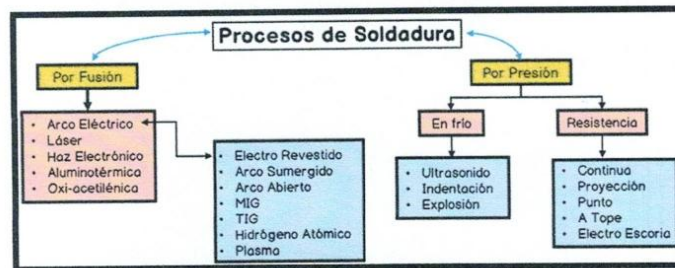 Procesos de Soldadura
Por Fusión
Arco Eléctrico
Láser
Haz Electrónico
Aluminotérmica
Oxi-acetilénica
Electro Revestido
Arco Sumergido
Arco Abierto
MIG
TIG
Hidrógeno Atómico
Plasma
Por Presión
En frío
Ultrasonido
Indentación
Explosión
Resistencia
Continua
Proyección
Punto
A Tope
Electro Escoria